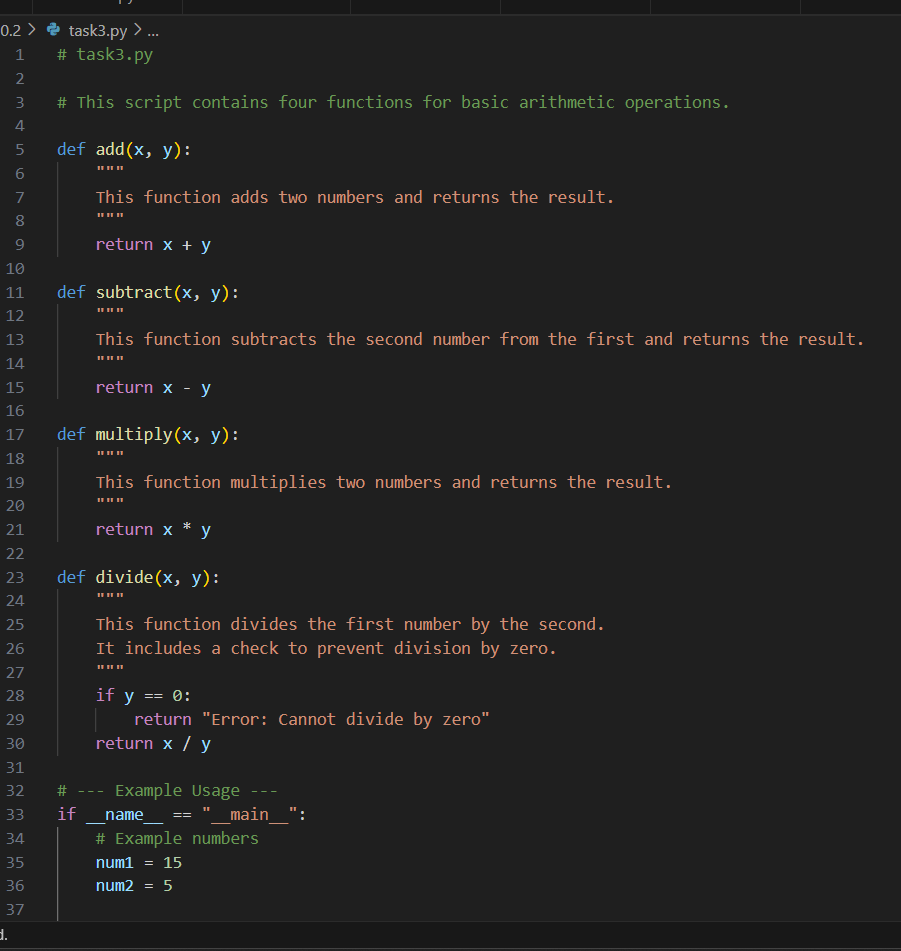 0.2 > task3.py > ...
1 # task3.py
2
3 # This script contains four functions for basic arithmetic operations.
4
5 def add(x, y):
6     """
7     This function adds two numbers and returns the result.
8     """
9     return x + y
10
11 def subtract(x, y):
12     """
13     This function subtracts the second number from the first and returns the result.
14     """
15     return x - y
16
17 def multiply(x, y):
18     """
19     This function multiplies two numbers and returns the result.
20     """
21     return x * y
22
23 def divide(x, y):
24     """
25     This function divides the first number by the second.
26     It includes a check to prevent division by zero.
27     """
28     if y == 0:
29         return "Error: Cannot divide by zero"
30     return x / y
31
32 # --- Example Usage ---
33 if __name__ == "__main__":
34     # Example numbers
35     num1 = 15
36     num2 = 5
37
d.